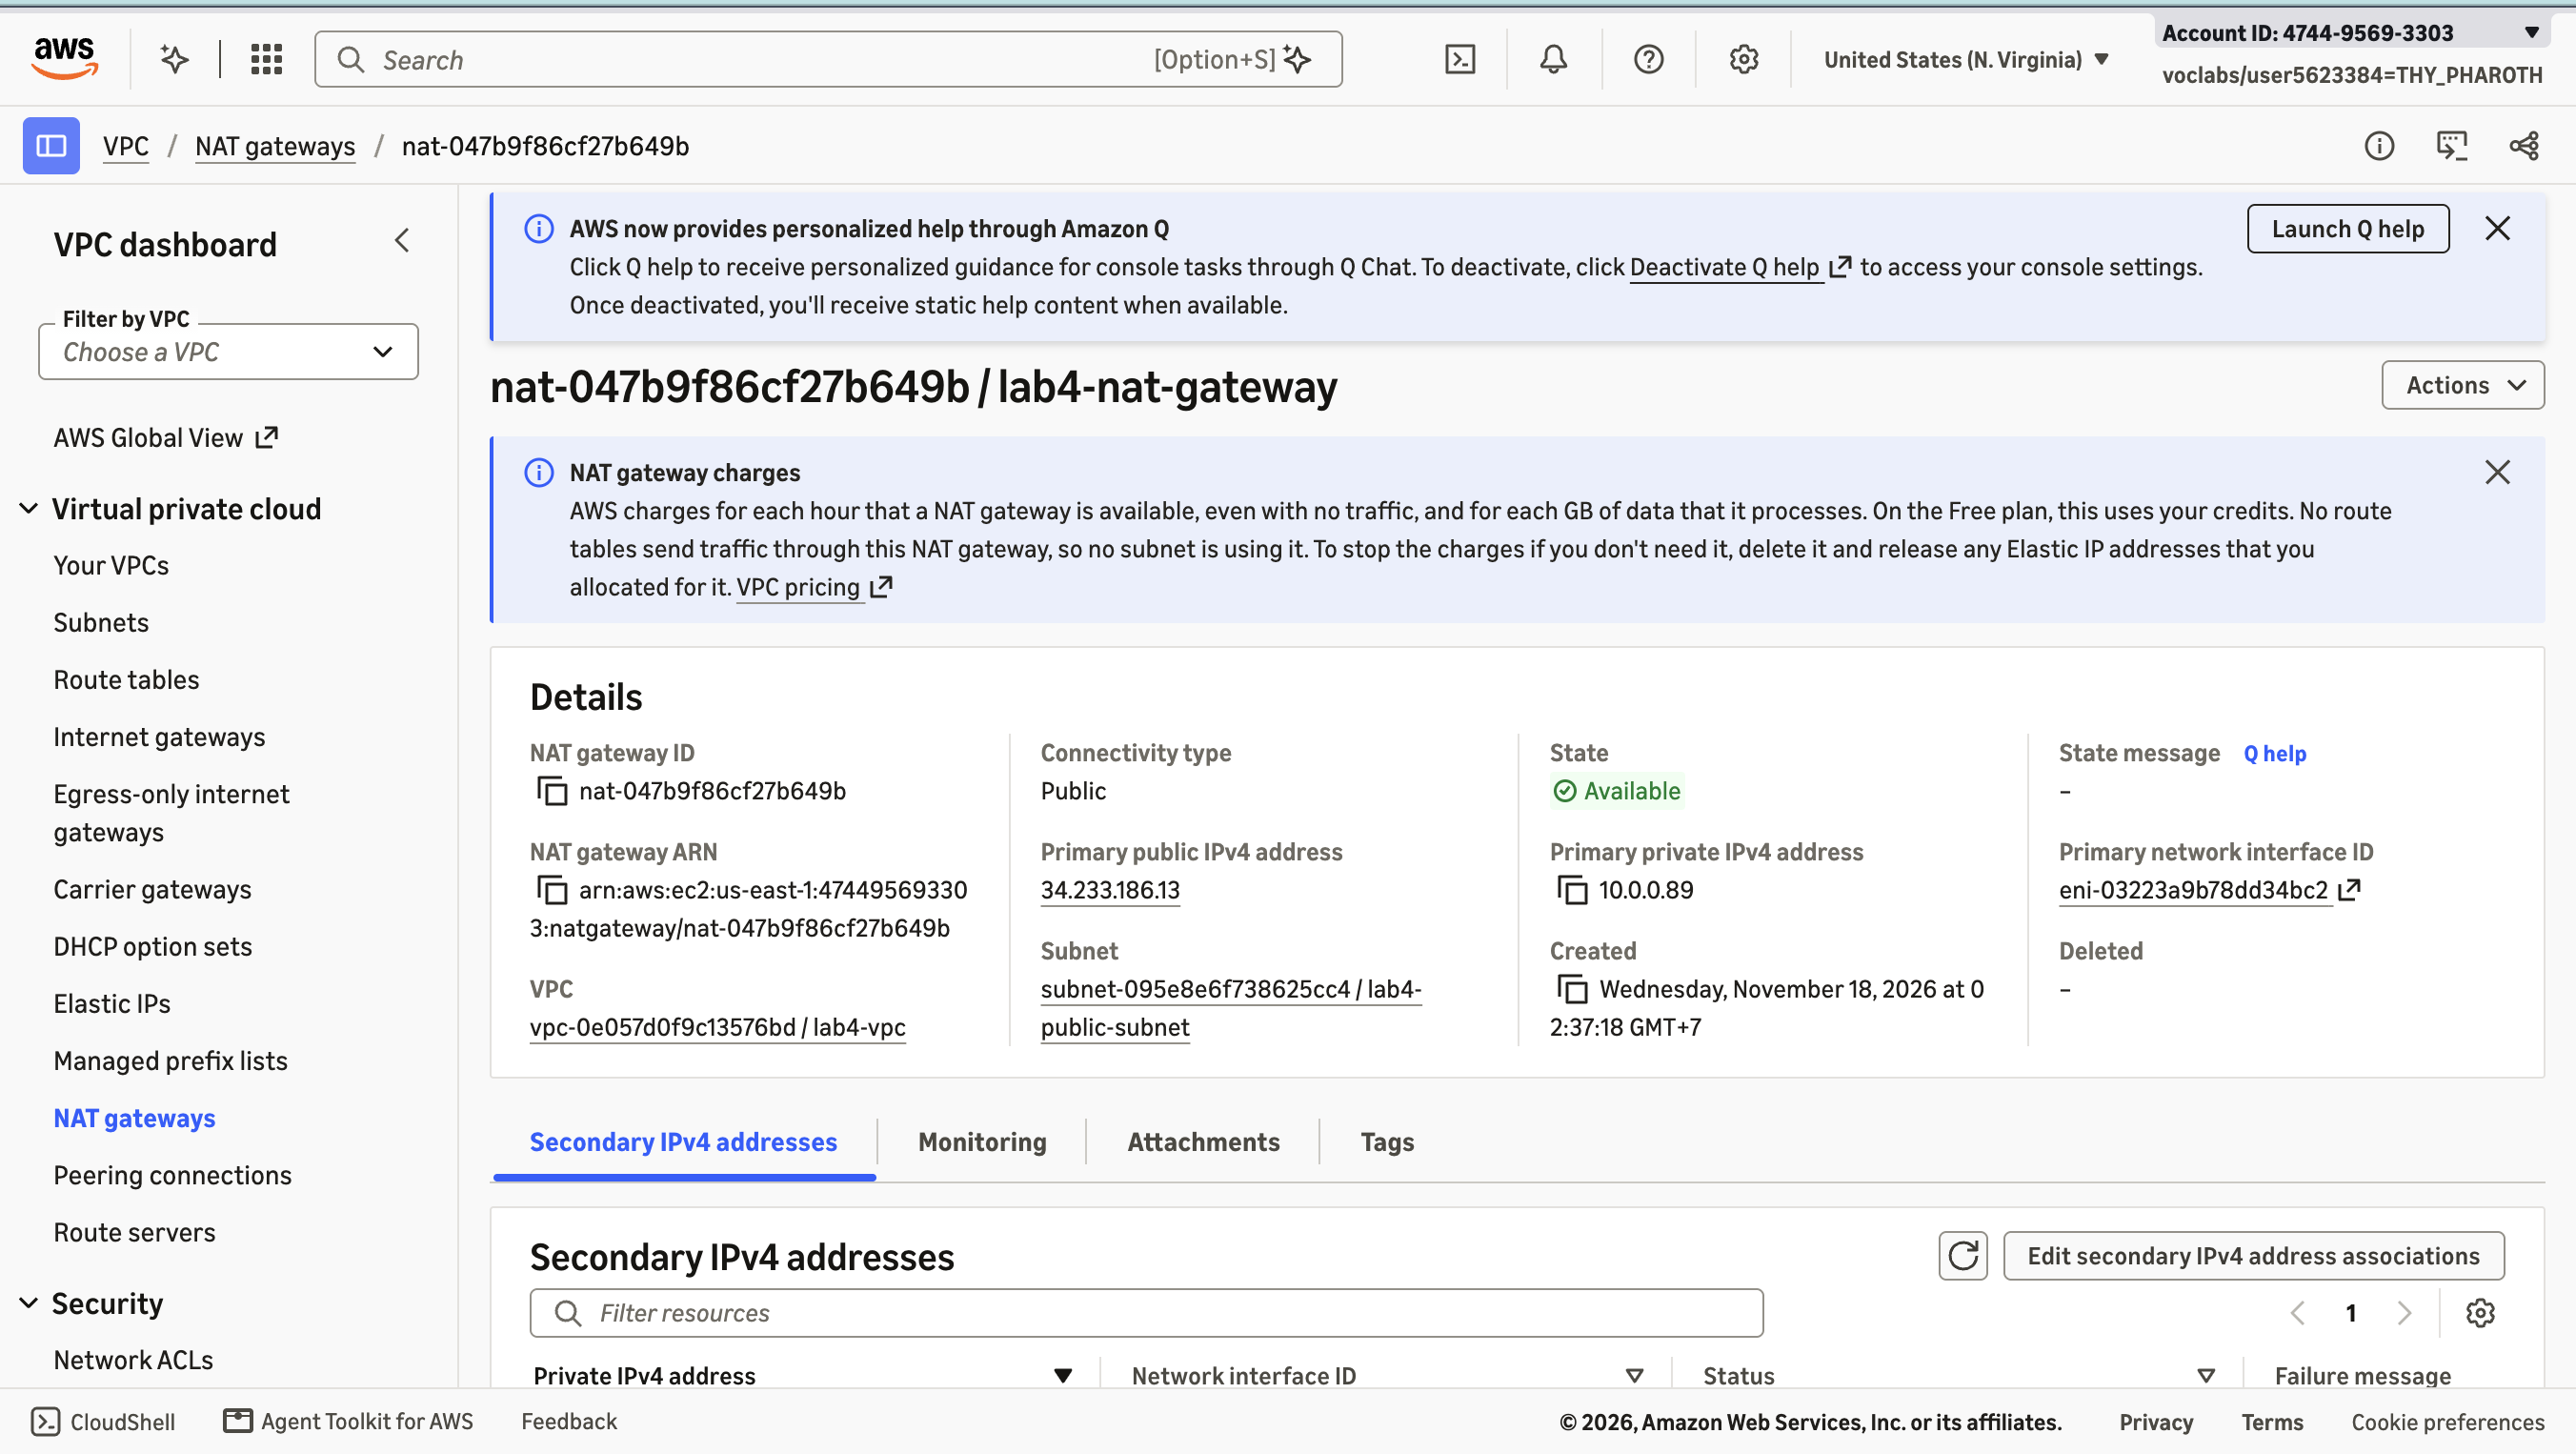 aws
Search
[Option+S]
United States (N. Virginia)
Account ID: 4744-9569-3303
voclabs/user5623384=THY_PHAROTH
VPC / NAT gateways / nat-047b9f86cf27b649b
VPC dashboard
Filter by VPC
Choose a VPC
AWS Global View
Virtual private cloud
Your VPCs
Subnets
Route tables
Internet gateways
Egress-only internet
gateways
Carrier gateways
DHCP option sets
Elastic IPs
Managed prefix lists
NAT gateways
Peering connections
Route servers
Security
Network ACLs
AWS now provides personalized help through Amazon Q
Click Q help to receive personalized guidance for console tasks through Q Chat. To deactivate, click Deactivate Q help to access your console settings.
Once deactivated, you'll receive static help content when available.
Launch Q help
nat-047b9f86cf27b649b / lab4-nat-gateway
Actions
NAT gateway charges
AWS charges for each hour that a NAT gateway is available, even with no traffic, and for each GB of data that it processes. On the Free plan, this uses your credits. No route
tables send traffic through this NAT gateway, so no subnet is using it. To stop the charges if you don't need it, delete it and release any Elastic IP addresses that you
allocated for it. VPC pricing
Details
NAT gateway ID
nat-047b9f86cf27b649b
NAT gateway ARN
arn:aws:ec2:us-east-1:47449569330
3:natgateway/nat-047b9f86cf27b649b
VPC
vpc-0e057d0f9c13576bd / lab4-vpc
Connectivity type
Public
Primary public IPv4 address
34.233.186.13
Subnet
subnet-095e8e6f738625cc4 / lab4-
public-subnet
State
Available
Primary private IPv4 address
10.0.0.89
Created
Wednesday, November 18, 2026 at 0
2:37:18 GMT+7
State message Q help
–
Primary network interface ID
eni-03223a9b78dd34bc2
Deleted
–
Secondary IPv4 addresses
Monitoring
Attachments
Tags
Secondary IPv4 addresses
Edit secondary IPv4 address associations
Filter resources
1
Private IPv4 address
Network interface ID
Status
Failure message
CloudShell
Agent Toolkit for AWS
Feedback
© 2026, Amazon Web Services, Inc. or its affiliates.
Privacy
Terms
Cookie preferences